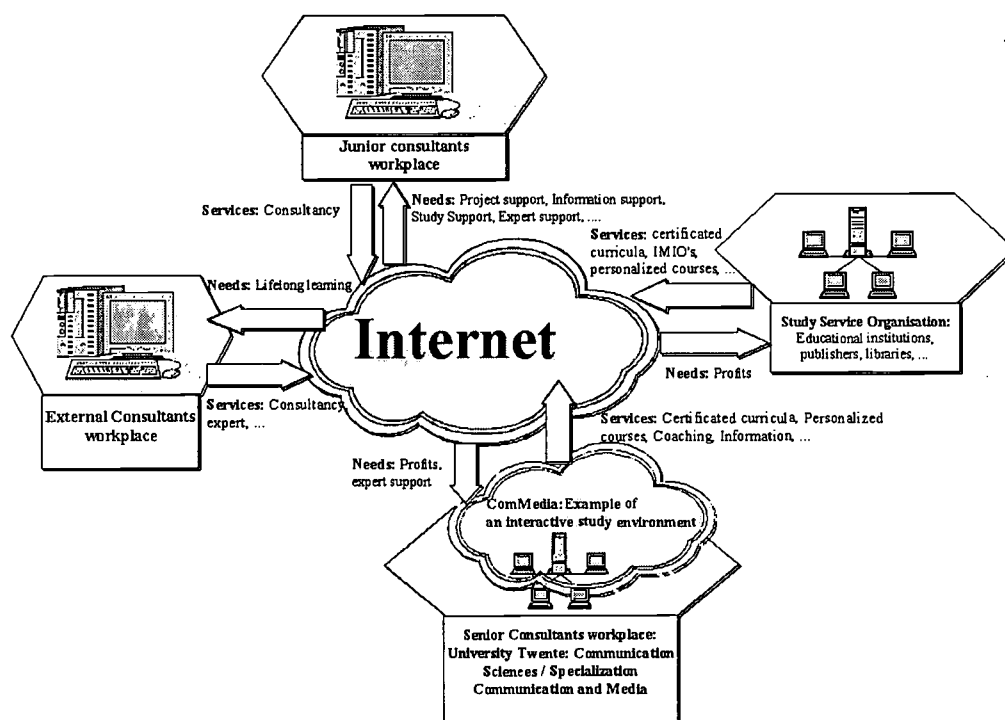 Junior consultants
workplace
Services: Consultancy
Needs: Project support, Information support,
Study Support, Expert support, ....
Services: certificated
curricula, IMIO's,
personalized courses, ...
Needs: Lifelong learning
Internet
Study Service Organisation:
Educational institutions,
publishers, libraries, ...
Needs: Profits
External Consultants
workplace
Services: Consultancy,
expert, ...
Services: Certificated curricula, Personalized
courses, Coaching, Information, ...
Needs: Profits,
expert support
ComMedia: Example of
an interactive study environment
Senior Consultants workplace:
University Twente: Communication
Sciences / Specialization
Communication and Media